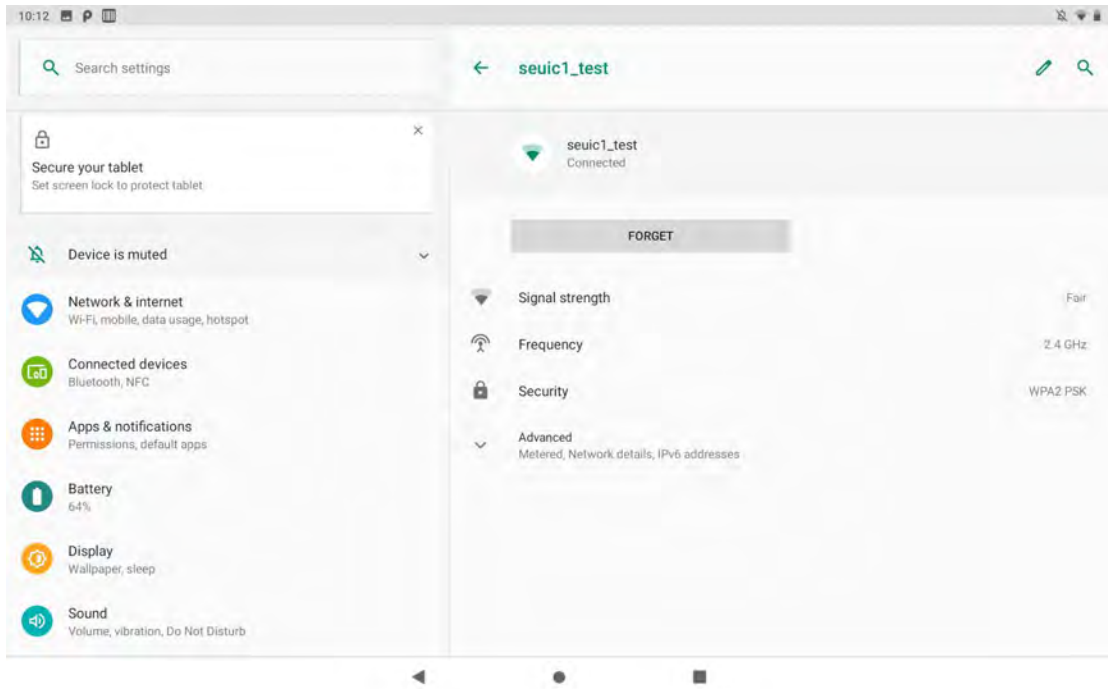 10:12
Search settings
seuic1_test
Secure your tablet
Set screen lock to protect tablet
Device is muted
Network & internet
Wi-Fi, mobile, data usage, hotspot
Connected devices
Bluetooth, NFC
Apps & notifications
Permissions, default apps
Battery
64%
Display
Wallpaper, sleep
Sound
Volume, vibration, Do Not Disturb
seuic1_test
Connected
FORGET
Signal strength Fair
Frequency 2.4 GHz
Security WPA2 PSK
Advanced
Metered, Network details, IPv6 addresses